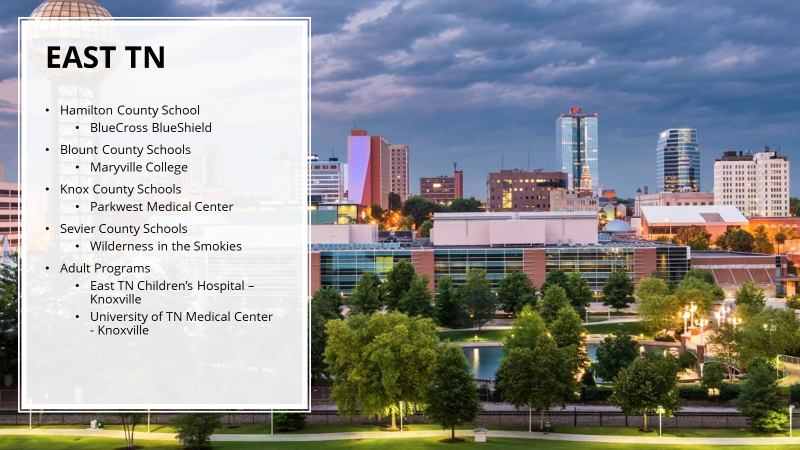 EAST TN
• Hamilton County School
• BlueCross BlueShield
• Blount County Schools
• Maryville College
• Knox County Schools
• Parkwest Medical Center
• Sevier County Schools
• Wilderness in the Smokies
• Adult Programs
• East TN Children’s Hospital –
Knoxville
• University of TN Medical Center
- Knoxville